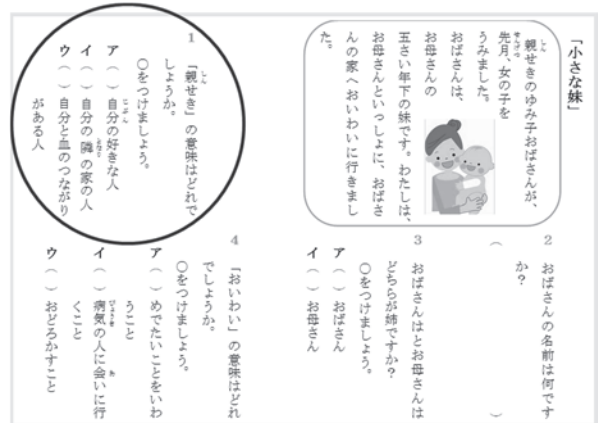 「小さな妹」
親せきのゆみ子おばさんが、
先月、女の子を
うみました。
おばさんは、
お母さんの
五さい年下の妹です。わたしは、
お母さんといっしょに、おばさ
んの家へおいわいに行きまし
た。
1
「親せき」の意味はどれで
しょうか。
〇をつけましょう。
ア（　）自分の好きな人
イ（　）自分の隣の家の人
ウ（　）自分と血のつながり
がある人
2
おばさんの名前は何です
か？
（　）
3
おばさんはとお母さんは
どちらが姉ですか？
〇をつけましょう。
ア（　）おばさん
イ（　）お母さん
4
「おいわい」の意味はどれ
でしょうか。
〇をつけましょう。
ア（　）めでたいことをいわ
うこと
イ（　）病気の人に会いに行
くこと
ウ（　）おどろかすこと